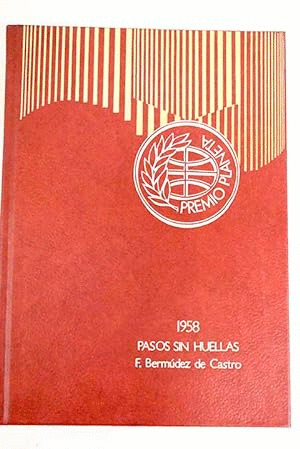 PREMIO PLANETA
1958
PASOS SIN HUELLAS
F. Bermúdez de Castro